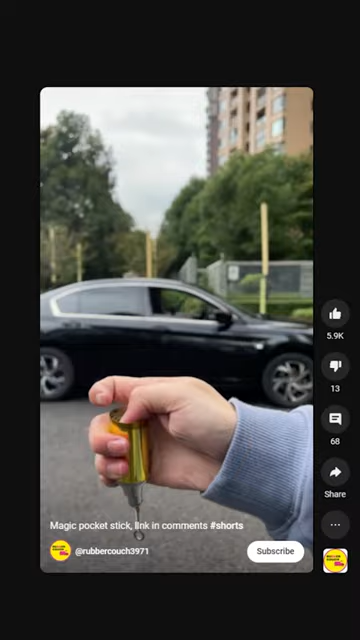 5.9K
13
68
Share
Magic pocket stick, link in comments #shorts
@rubbercouch3971
Subscribe